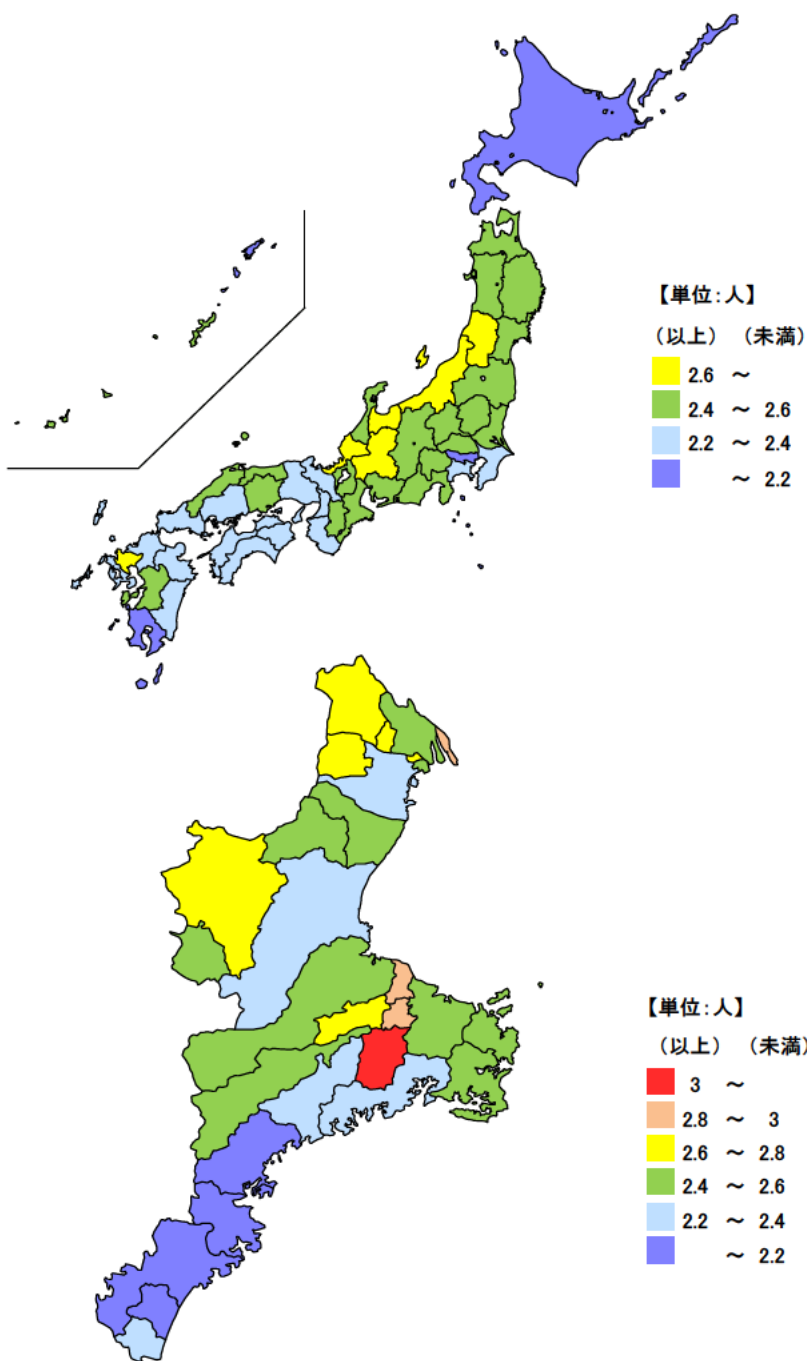 【単位:人】
(以上) (未満)
2.6 ～
2.4 ～ 2.6
2.2 ～ 2.4
～ 2.2
【単位:人】
(以上) (未満)
3 ～
2.8 ～ 3
2.6 ～ 2.8
2.4 ～ 2.6
2.2 ～ 2.4
～ 2.2